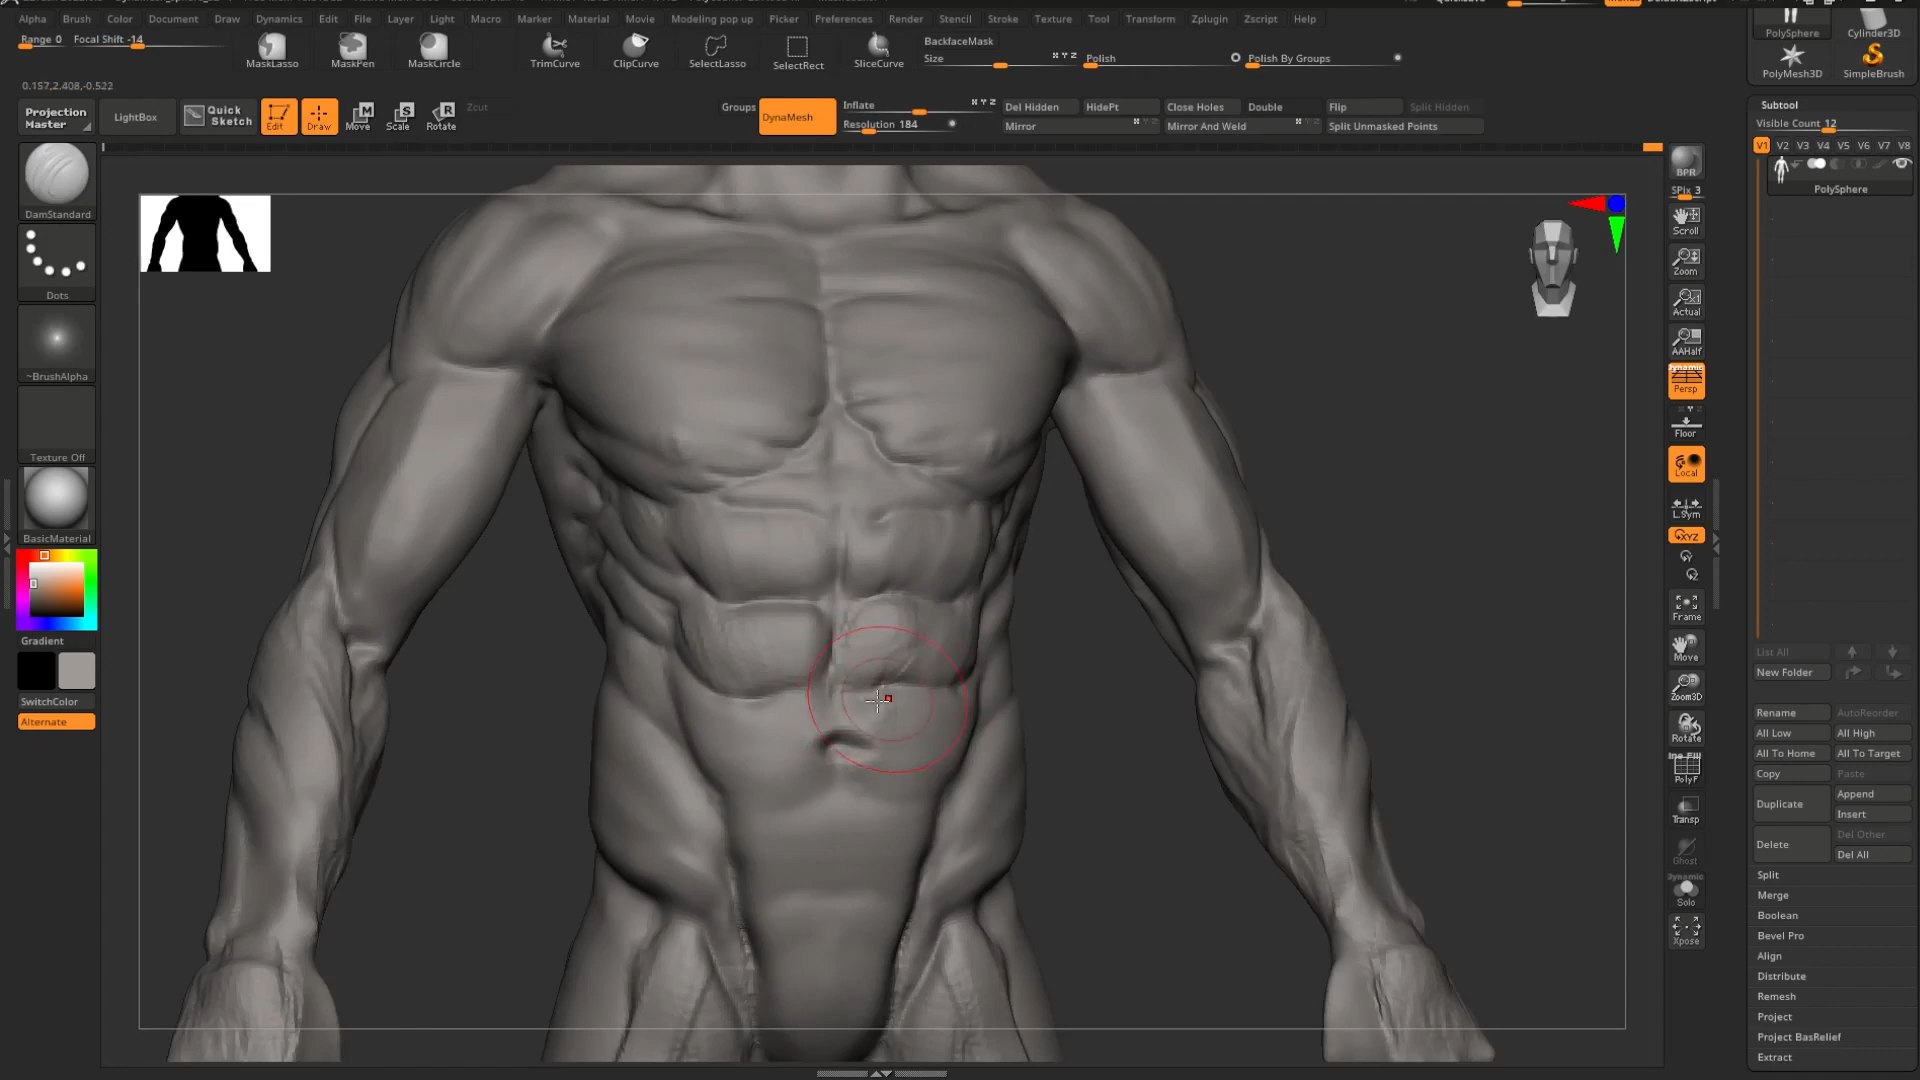 Alpha Brush Color Document Draw Dynamics Edit File Layer Light Macro Marker Material Movie Modeling pop up Picker Preferences Render Stencil Stroke Texture Tool Transform Zplugin Zscript Help
Range 0 Focal Shift -14
MaskLasso MaskPen MaskCircle TrimCurve ClipCurve SelectLasso SelectRect SliceCurve
BackfaceMask
Size Polish Polish By Groups
PolySphere Cylinder3D
PolyMesh3D SimpleBrush
0.157,2.408,-0.522
Projection Master
LightBox
Quick Sketch
Edit Draw Move Scale Rotate
Zcut
Groups
DynaMesh
Inflate
Resolution 184
Del Hidden HidePt Close Holes Double Flip Split Hidden
Mirror Mirror And Weld Split Unmasked Points
DamStandard
Dots
~BrushAlpha
Texture Off
BasicMaterial
Gradient
SwitchColor
Alternate
BPR
SPix 3
Scroll
Zoom
Actual
AAHalf
Dynamic
Persp
Floor
Local
L.Sym
XYZ
Frame
Move
Zoom3D
Rotate
Line Fill
PolyF
Transp
Ghost
Dynamic
Solo
Xpose
Subtool
Visible Count 12
V1 V2 V3 V4 V5 V6 V7 V8
PolySphere
List All
New Folder
Rename AutoReorder
All Low All High
All To Home All To Target
Copy Paste
Duplicate Append
Insert
Delete Del Other
Del All
Split
Merge
Boolean
Bevel Pro
Align
Distribute
Remesh
Project
Project BasRelief
Extract